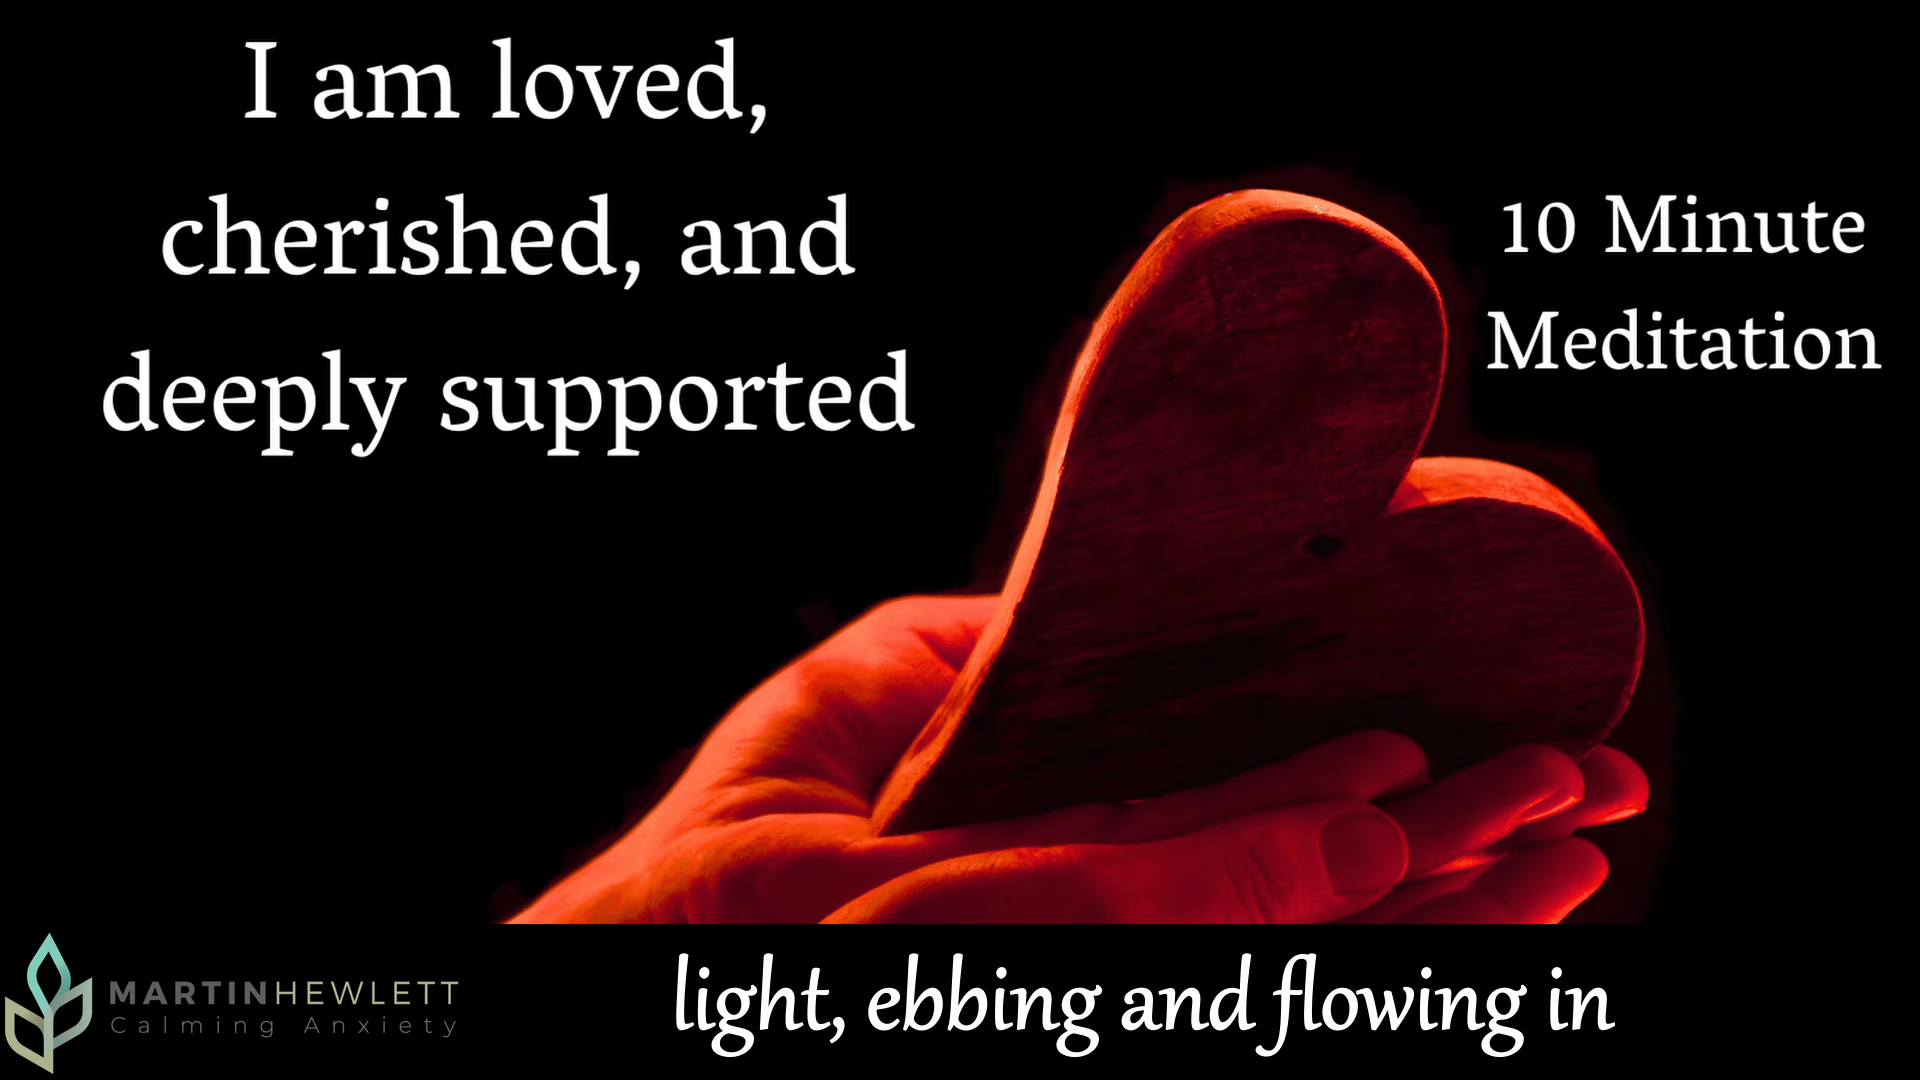 I am loved,
cherished, and
deeply supported
10 Minute
Meditation
MARTINHEWLETT
Calming Anxiety
light, ebbing and flowing in